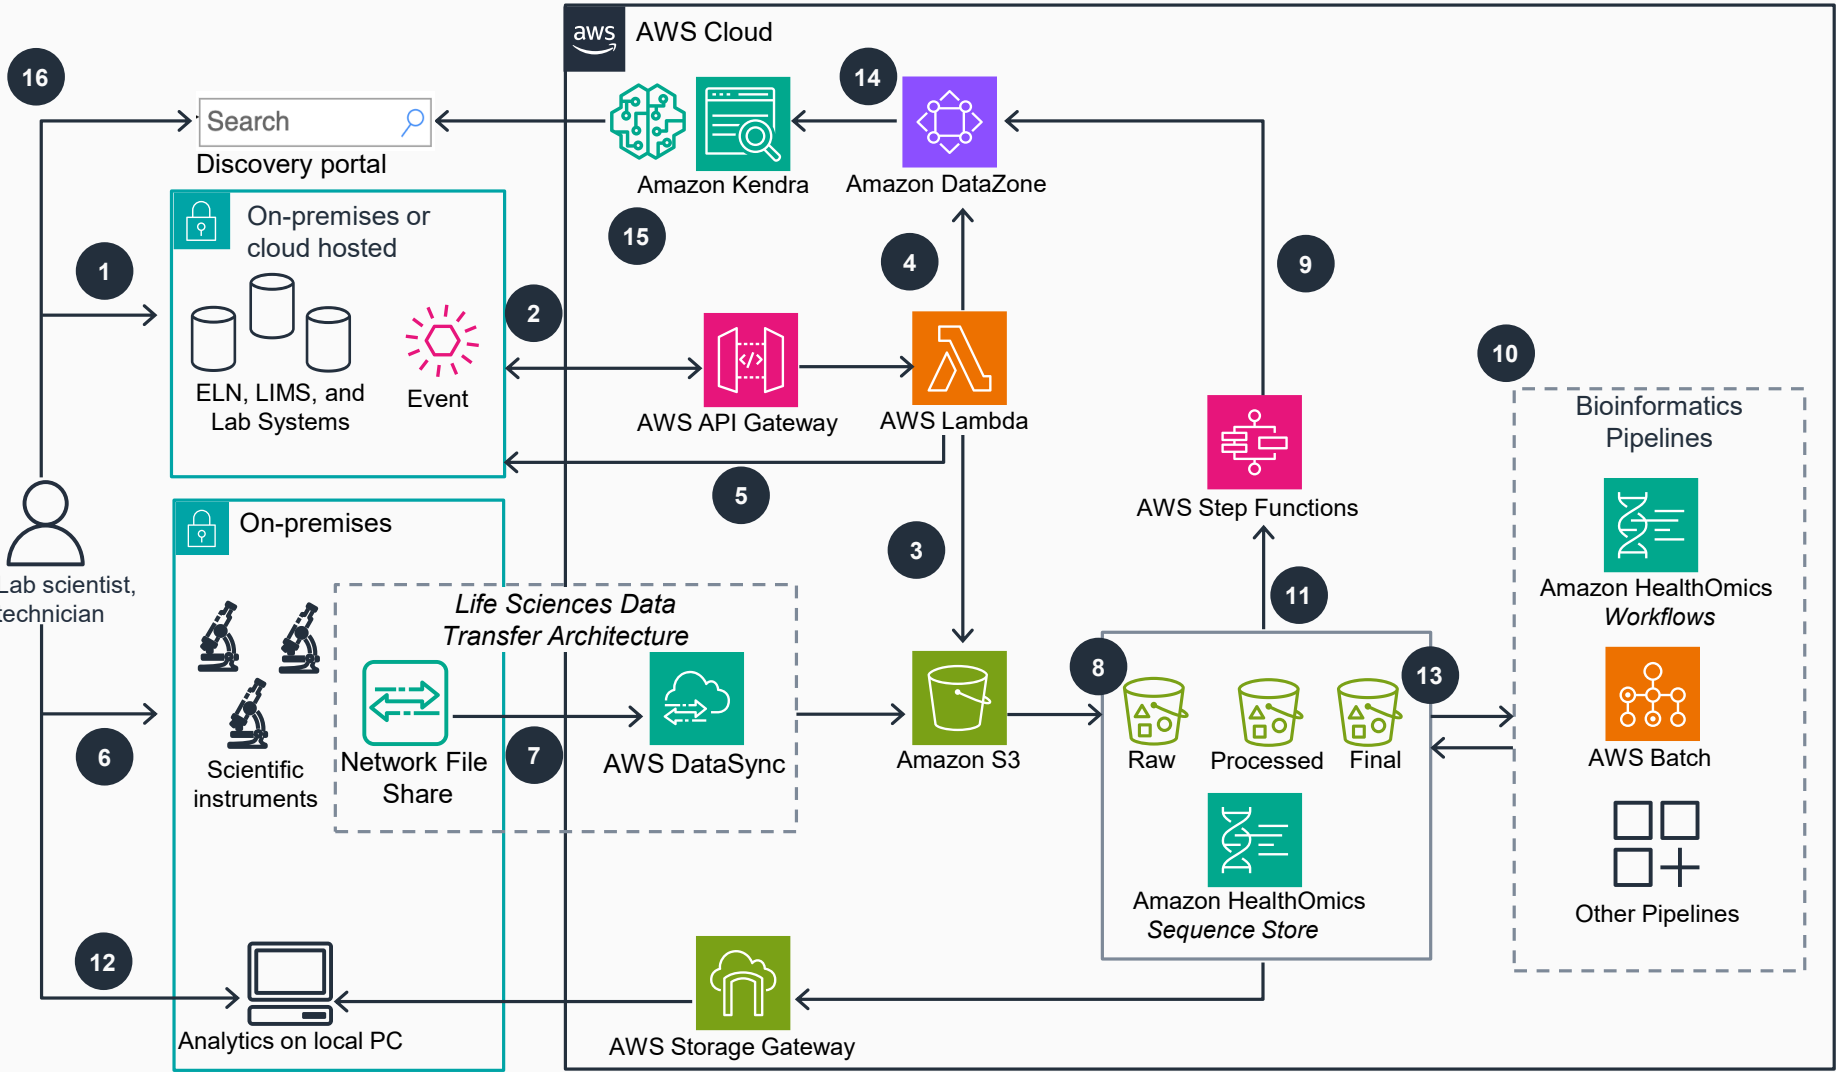 aws
AWS Cloud
16
14
Search
Discovery portal
Amazon Kendra
Amazon DataZone
On-premises or
cloud hosted
15
4
9
1
2
10
ELN, LIMS, and
Lab Systems
Event
</>
AWS API Gateway
AWS Lambda
Bioinformatics
Pipelines
5
AWS Step Functions
On-premises
3
Lab scientist,
technician
Life Sciences Data
Transfer Architecture
11
Amazon HealthOmics
Workflows
8
13
6
Scientific
instruments
Network File
Share
7
AWS DataSync
Amazon S3
Raw
Processed
Final
AWS Batch
Amazon HealthOmics
Sequence Store
Other Pipelines
12
Analytics on local PC
AWS Storage Gateway